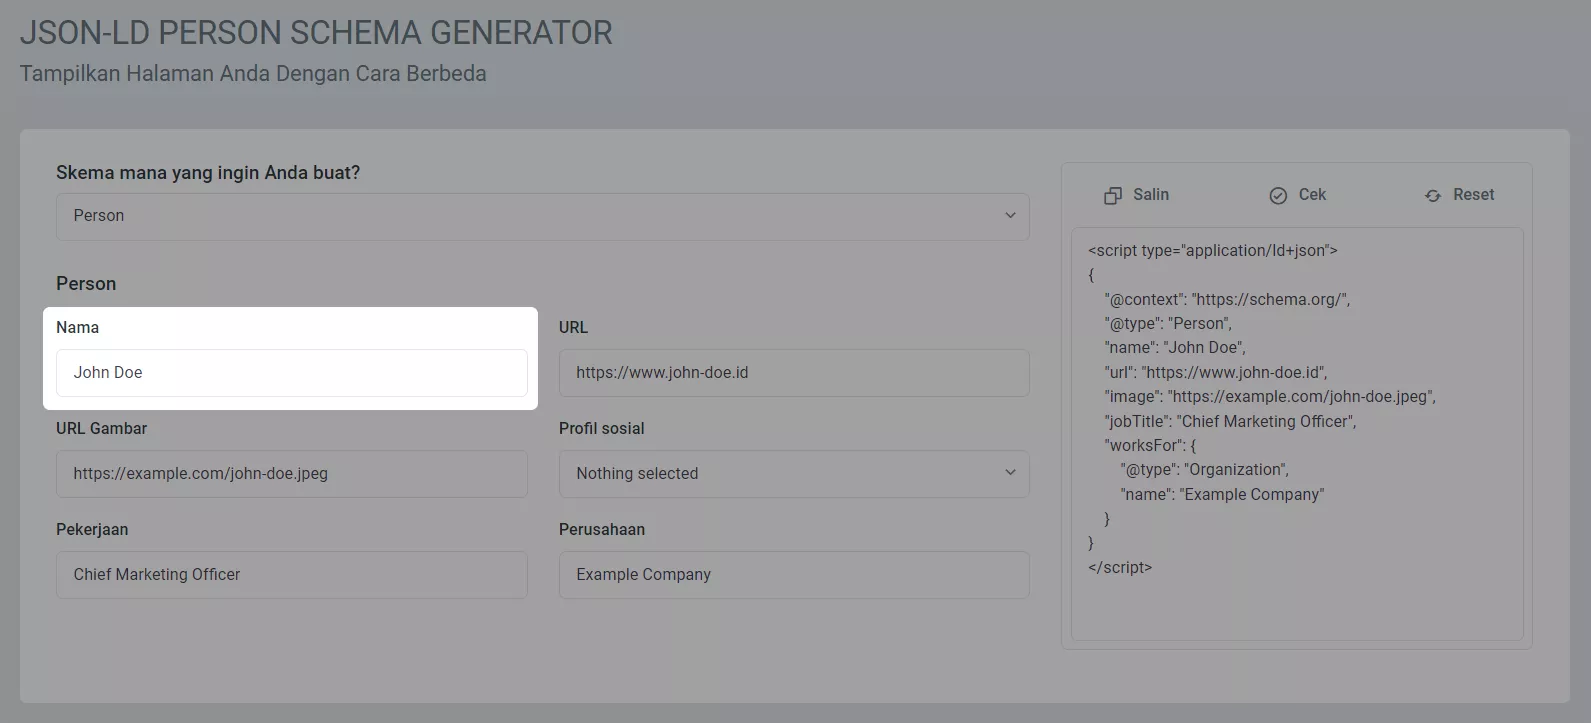 JSON-LD PERSON SCHEMA GENERATOR
Tampilkan Halaman Anda Dengan Cara Berbeda
Skema mana yang ingin Anda buat?
Person
Person
Nama
URL
John Doe
https://www.john-doe.id
URL Gambar
Profil sosial
https://example.com/john-doe.jpeg
Nothing selected
Pekerjaan
Perusahaan
Chief Marketing Officer
Example Company
Salin
Cek
Reset
<script type="application/ld+json">
{
"@context": "https://schema.org/",
"@type": "Person",
"name": "John Doe",
"url": "https://www.john-doe.id",
"image": "https://example.com/john-doe.jpeg",
"jobTitle": "Chief Marketing Officer",
"worksFor": {
"@type": "Organization",
"name": "Example Company"
}
}
</script>